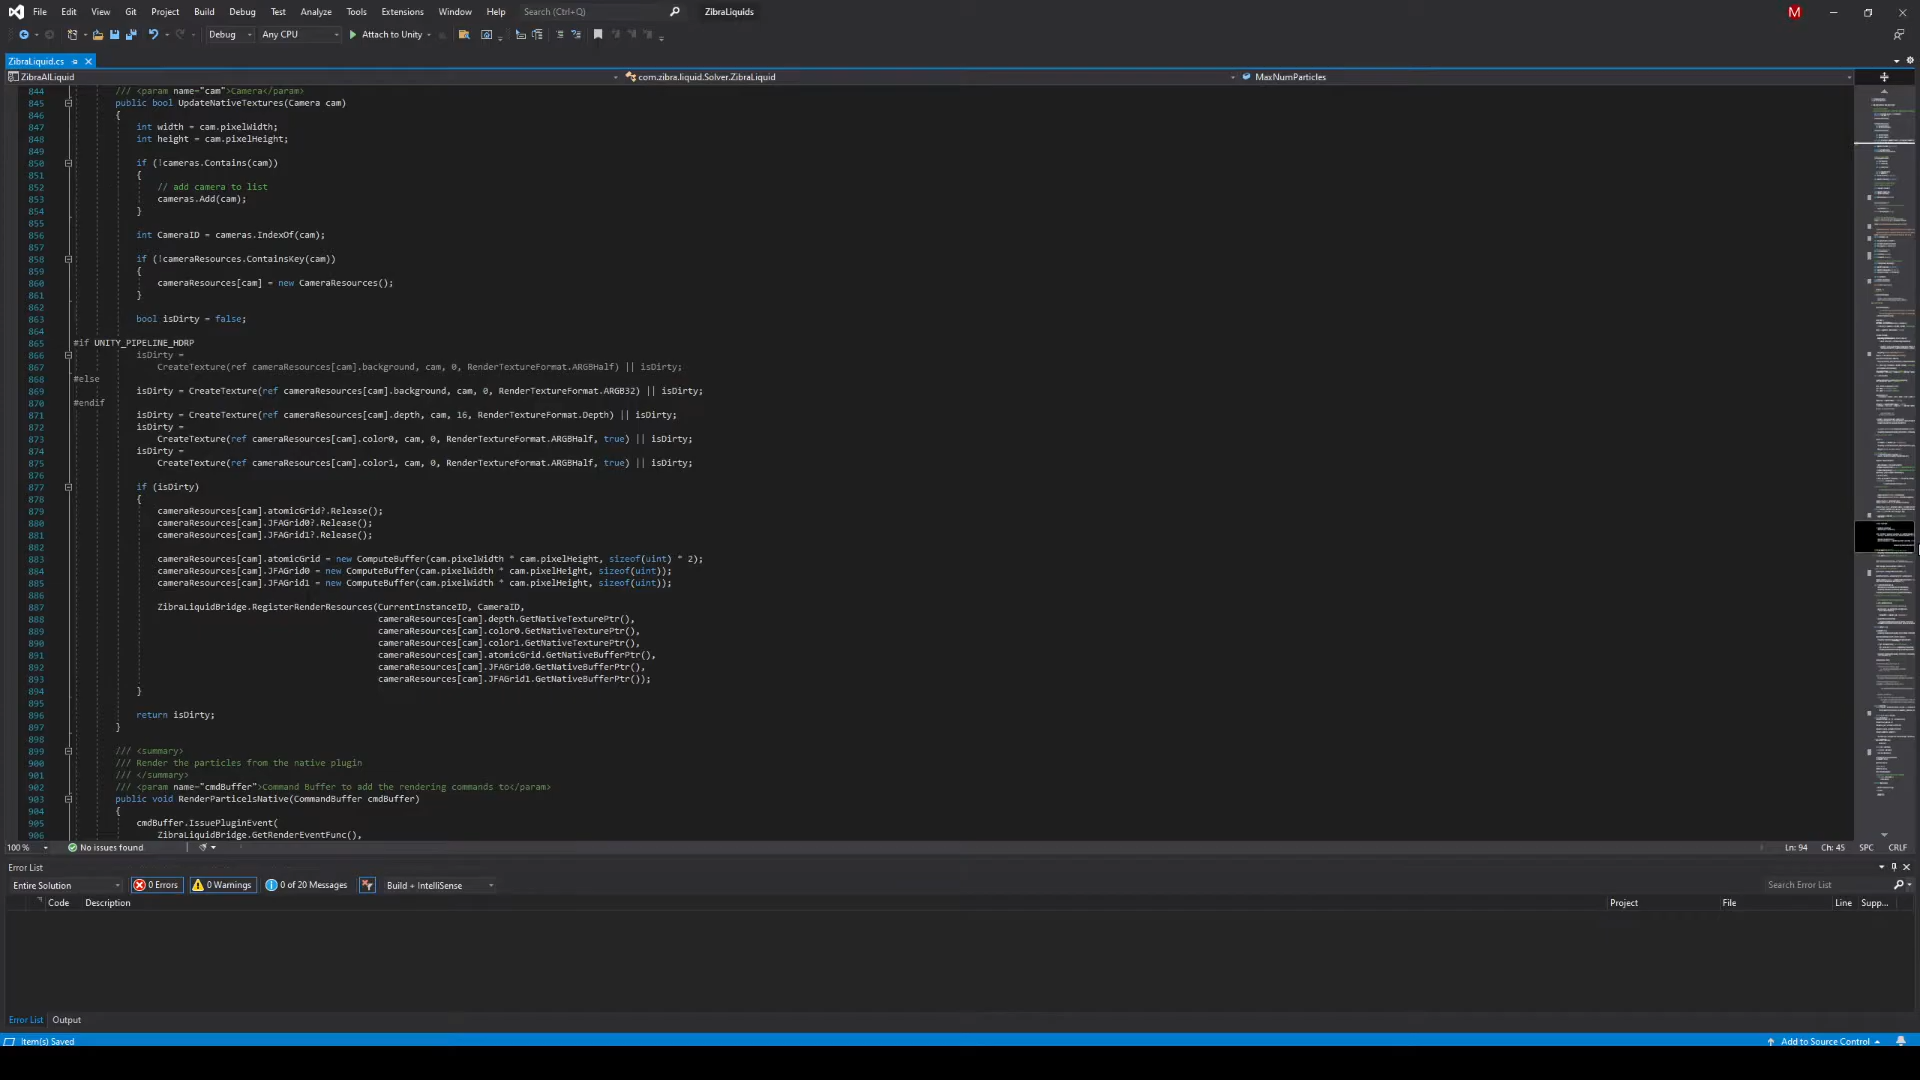 File Edit View Git Project Build Debug Test Analyze Tools Extensions Window Help Search (Ctrl+Q) ZibraLiquids M
Debug Any CPU Attach to Unity
ZibraLiquid.cs
ZibraAILiquid com.zibra.liquid.Solver.ZibraLiquid MaxNumParticles
844 /// <param name="cam">Camera</param>
845 public bool UpdateNativeTextures(Camera cam)
846 {
847 int width = cam.pixelWidth;
848 int height = cam.pixelHeight;
849
850 if (!cameras.Contains(cam))
851 {
852 // add camera to list
853 cameras.Add(cam);
854 }
855
856 int CameraID = cameras.IndexOf(cam);
857
858 if (!cameraResources.ContainsKey(cam))
859 {
860 cameraResources[cam] = new CameraResources();
861 }
862
863 bool isDirty = false;
864
865 #if UNITY_PIPELINE_HDRP
866 isDirty =
867 CreateTexture(ref cameraResources[cam].background, cam, 0, RenderTextureFormat.ARGBHalf) || isDirty;
868 #else
869 isDirty = CreateTexture(ref cameraResources[cam].background, cam, 0, RenderTextureFormat.ARGB32) || isDirty;
870 #endif
871 isDirty = CreateTexture(ref cameraResources[cam].depth, cam, 16, RenderTextureFormat.Depth) || isDirty;
872 isDirty =
873 CreateTexture(ref cameraResources[cam].color0, cam, 0, RenderTextureFormat.ARGBHalf, true) || isDirty;
874 isDirty =
875 CreateTexture(ref cameraResources[cam].color1, cam, 0, RenderTextureFormat.ARGBHalf, true) || isDirty;
876
877 if (isDirty)
878 {
879 cameraResources[cam].atomicGrid?.Release();
880 cameraResources[cam].JFAGrid0?.Release();
881 cameraResources[cam].JFAGrid1?.Release();
882
883 cameraResources[cam].atomicGrid = new ComputeBuffer(cam.pixelWidth * cam.pixelHeight, sizeof(uint) * 2);
884 cameraResources[cam].JFAGrid0 = new ComputeBuffer(cam.pixelWidth * cam.pixelHeight, sizeof(uint));
885 cameraResources[cam].JFAGrid1 = new ComputeBuffer(cam.pixelWidth * cam.pixelHeight, sizeof(uint));
886
887 ZibraLiquidBridge.RegisterRenderResources(CurrentInstanceID, CameraID,
888 cameraResources[cam].depth.GetNativeTexturePtr(),
889 cameraResources[cam].color0.GetNativeTexturePtr(),
890 cameraResources[cam].color1.GetNativeTexturePtr(),
891 cameraResources[cam].atomicGrid.GetNativeBufferPtr(),
892 cameraResources[cam].JFAGrid0.GetNativeBufferPtr(),
893 cameraResources[cam].JFAGrid1.GetNativeBufferPtr());
894 }
895
896 return isDirty;
897 }
898
899 /// <summary>
900 /// Render the particles from the native plugin
901 /// </summary>
902 /// <param name="cmdBuffer">Command Buffer to add the rendering commands to</param>
903 public void RenderParticelsNative(CommandBuffer cmdBuffer)
904 {
905 cmdBuffer.IssuePluginEvent(
906 ZibraLiquidBridge.GetRenderEventFunc(),
100 % No issues found Ln: 94 Ch: 45 SPC CRLF
Error List
Entire Solution 0 Errors 0 Warnings 0 of 20 Messages Build + IntelliSense Search Error List
Code Description Project File Line Supp...
Error List Output
Item(s) Saved Add to Source Control